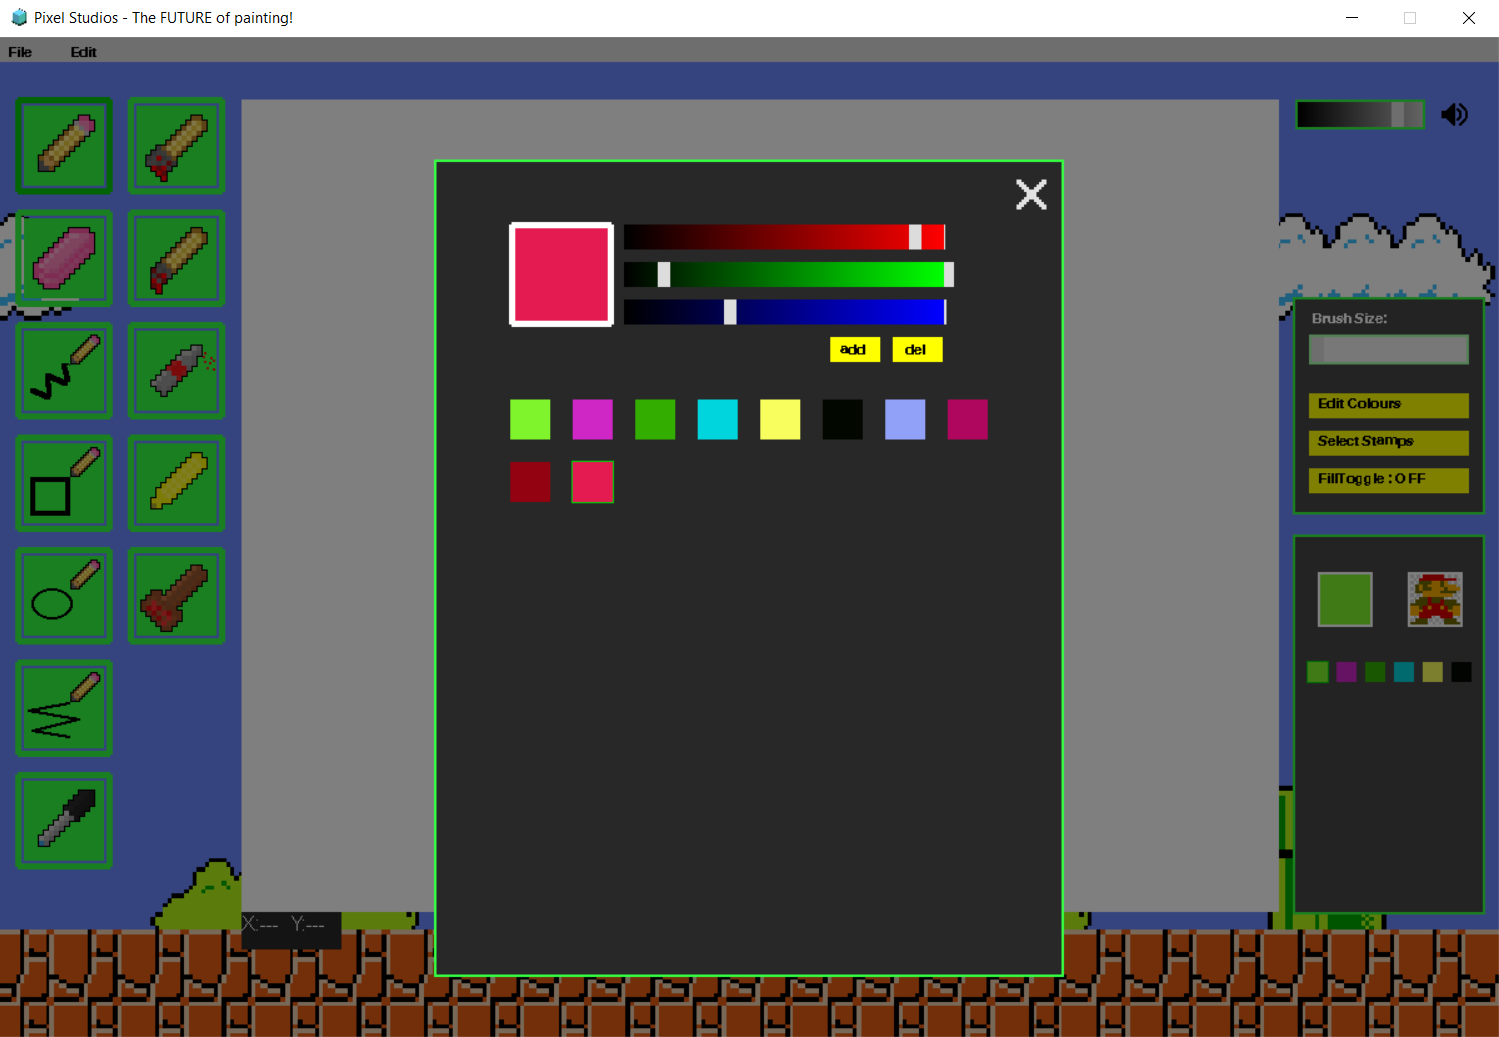 Pixel Studios - The FUTURE of painting!
File Edit
Brush Size:
add del
Edit Colours
Select Stamps
FillToggle : OFF
X:--- Y:---